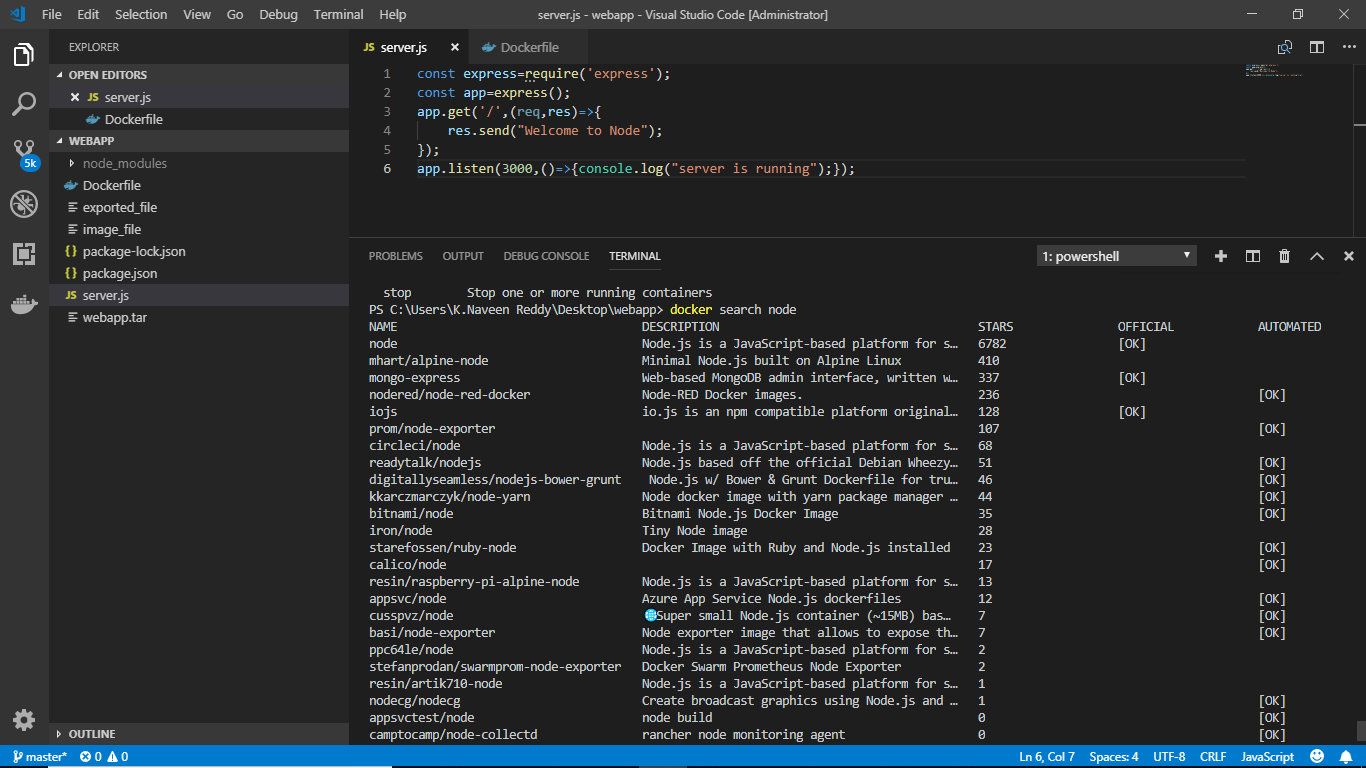 File Edit Selection View Go Debug Terminal Help
server.js - webapp - Visual Studio Code [Administrator]
EXPLORER
OPEN EDITORS
JS server.js
Dockerfile
WEBAPP
node_modules
Dockerfile
exported_file
image_file
{} package-lock.json
{} package.json
JS server.js
webapp.tar
OUTLINE
5k
JS server.js
Dockerfile
1 const express=require('express');
2 const app=express();
3 app.get('/',(req,res)=>{
4 res.send("Welcome to Node");
5 });
6 app.listen(3000,()=>{console.log("server is running");});
PROBLEMS OUTPUT DEBUG CONSOLE TERMINAL
1: powershell
stop Stop one or more running containers
PS C:\Users\K.Naveen Reddy\Desktop\webapp> docker search node
NAME DESCRIPTION STARS OFFICIAL AUTOMATED
node Node.js is a JavaScript-based platform for s… 6782 [OK]
mhart/alpine-node Minimal Node.js built on Alpine Linux 410
mongo-express Web-based MongoDB admin interface, written w… 337 [OK]
nodered/node-red-docker Node-RED Docker images. 236 [OK]
iojs io.js is an npm compatible platform original… 128 [OK]
prom/node-exporter 107 [OK]
circleci/node Node.js is a JavaScript-based platform for s… 68
readytalk/nodejs Node.js based off the official Debian Wheezy… 51 [OK]
digitallyseamless/nodejs-bower-grunt Node.js w/ Bower & Grunt Dockerfile for tru… 46 [OK]
kkarczmarczyk/node-yarn Node docker image with yarn package manager … 44 [OK]
bitnami/node Bitnami Node.js Docker Image 35 [OK]
iron/node Tiny Node image 28
starefossen/ruby-node Docker Image with Ruby and Node.js installed 23 [OK]
calico/node 17 [OK]
resin/raspberry-pi-alpine-node Node.js is a JavaScript-based platform for s… 13
appsvc/node Azure App Service Node.js dockerfiles 12 [OK]
cusspvz/node 🌐Super small Node.js container (~15MB) bas… 7 [OK]
basi/node-exporter Node exporter image that allows to expose th… 7 [OK]
ppc64le/node Node.js is a JavaScript-based platform for s… 2
stefanprodan/swarmprom-node-exporter Docker Swarm Prometheus Node Exporter 2
resin/artik710-node Node.js is a JavaScript-based platform for s… 1
nodecg/nodecg Create broadcast graphics using Node.js and … 1 [OK]
appsvctest/node node build 0 [OK]
camptocamp/node-collectd rancher node monitoring agent 0 [OK]
master* 0 0
Ln 6, Col 7 Spaces: 4 UTF-8 CRLF JavaScript